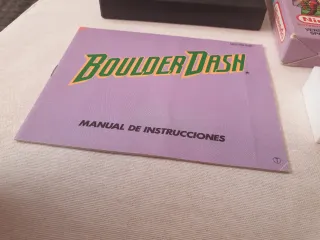 BOULDER DASH
MANUAL DE INSTRUCCIONES